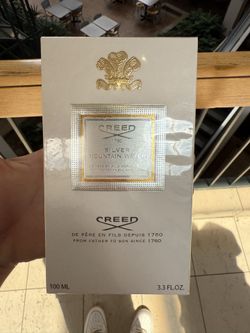 CREED
1760
SILVER
MOUNTAIN WATER
CREED
DE PÈRE EN FILS DEPUIS 1760
FROM FATHER TO SON SINCE 1760
100 ML
3.3 FL.OZ.